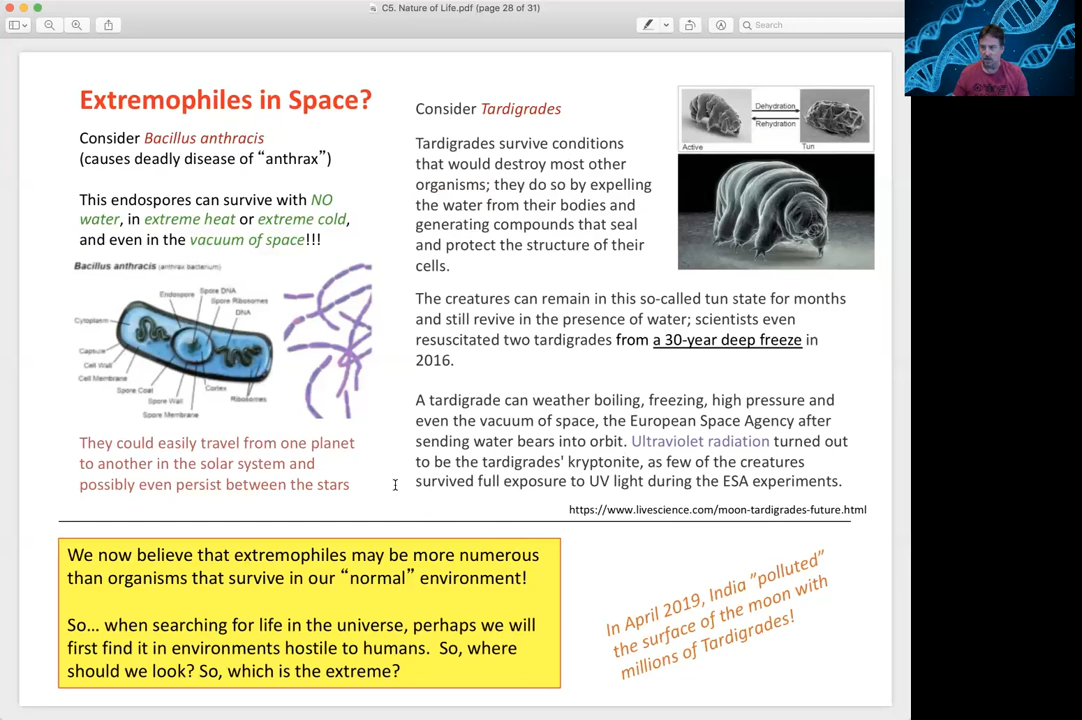 C5. Nature of Life.pdf (page 28 of 31)
Search
Extremophiles in Space?
Consider Bacillus anthracis
(causes deadly disease of “anthrax”)
This endospores can survive with NO
water, in extreme heat or extreme cold,
and even in the vacuum of space!!!
Bacillus anthracis (anthrax bacterium)
Endospore
Spore DNA
Spore Ribosomes
DNA
Cytoplasm
Capsule
Cell Wall
Cell Membrane
Spore Coat
Spore Wall
Spore Membrane
Cortex
Ribosomes
They could easily travel from one planet
to another in the solar system and
possibly even persist between the stars
Consider Tardigrades
Tardigrades survive conditions
that would destroy most other
organisms; they do so by expelling
the water from their bodies and
generating compounds that seal
and protect the structure of their
cells.
Dehydration
Rehydration
Active
Tun
The creatures can remain in this so-called tun state for months
and still revive in the presence of water; scientists even
resuscitated two tardigrades from a 30-year deep freeze in
2016.
A tardigrade can weather boiling, freezing, high pressure and
even the vacuum of space, the European Space Agency after
sending water bears into orbit. Ultraviolet radiation turned out
to be the tardigrades' kryptonite, as few of the creatures
survived full exposure to UV light during the ESA experiments.
https://www.livescience.com/moon-tardigrades-future.html
We now believe that extremophiles may be more numerous
than organisms that survive in our “normal” environment!
So… when searching for life in the universe, perhaps we will
first find it in environments hostile to humans. So, where
should we look? So, which is the extreme?
In April 2019, India ”polluted”
the surface of the moon with
millions of Tardigrades!